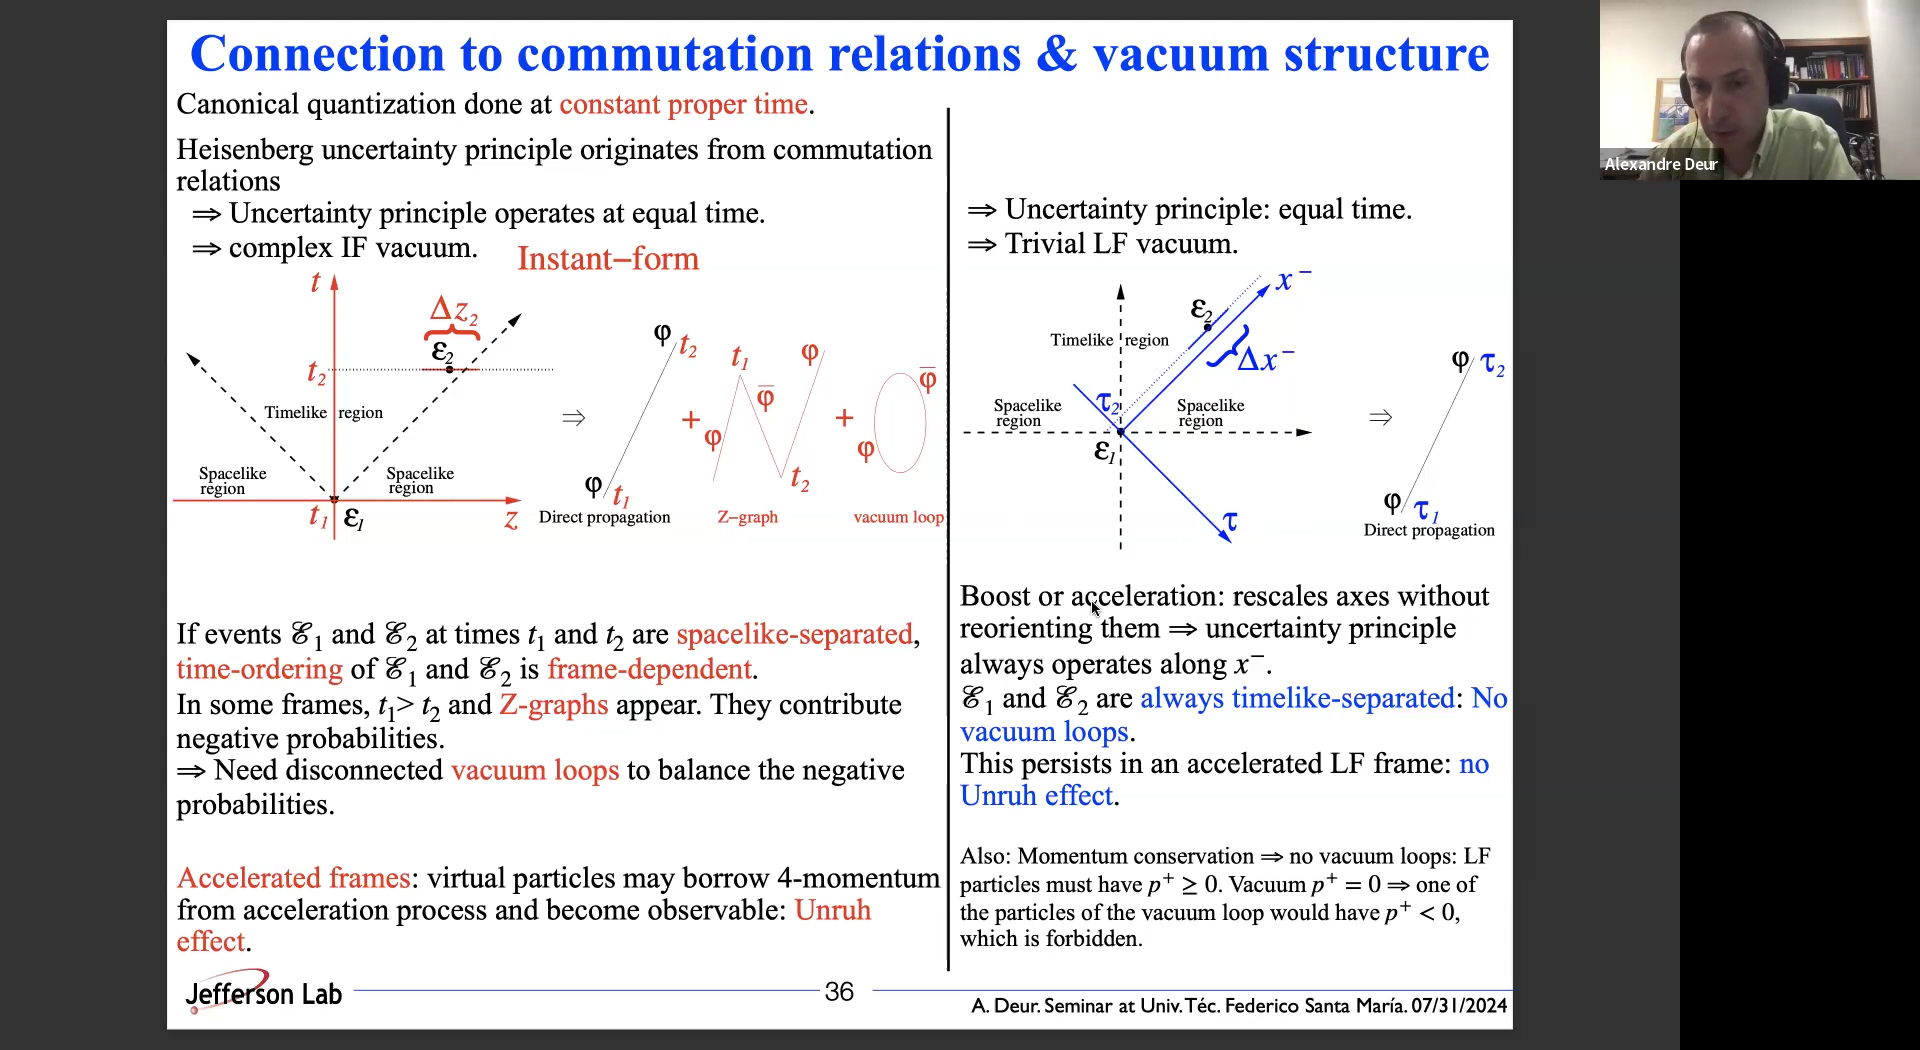 Connection to commutation relations & vacuum structure
Canonical quantization done at constant proper time.
Heisenberg uncertainty principle originates from commutation
relations
⇒ Uncertainty principle operates at equal time.
⇒ complex IF vacuum.
Instant–form
t
Δz₂
ε₂
t₂
Timelike region
Spacelike
region
Spacelike
region
t₁ ε₁
z
⇒
φ t₂
φ t₁
Direct propagation
+
t₁
φ
φ̅
φ
t₂
Z–graph
+
φ̅
φ
vacuum loop
If events ℰ₁ and ℰ₂ at times t₁ and t₂ are spacelike-separated,
time-ordering of ℰ₁ and ℰ₂ is frame-dependent.
In some frames, t₁> t₂ and Z-graphs appear. They contribute
negative probabilities.
⇒ Need disconnected vacuum loops to balance the negative
probabilities.
Accelerated frames: virtual particles may borrow 4-momentum
from acceleration process and become observable: Unruh
effect.
⇒ Uncertainty principle: equal time.
⇒ Trivial LF vacuum.
x⁻
ε₂
Timelike region
Δx⁻
Spacelike
region
τ₂
Spacelike
region
ε₁
τ
⇒
φ τ₂
φ τ₁
Direct propagation
Boost or acceleration: rescales axes without
reorienting them ⇒ uncertainty principle
always operates along x⁻.
ℰ₁ and ℰ₂ are always timelike-separated: No
vacuum loops.
This persists in an accelerated LF frame: no
Unruh effect.
Also: Momentum conservation ⇒ no vacuum loops: LF
particles must have p⁺ ≥ 0. Vacuum p⁺ = 0 ⇒ one of
the particles of the vacuum loop would have p⁺ < 0,
which is forbidden.
Jefferson Lab
36
A. Deur. Seminar at Univ. Téc. Federico Santa María. 07/31/2024
Alexandre Deur